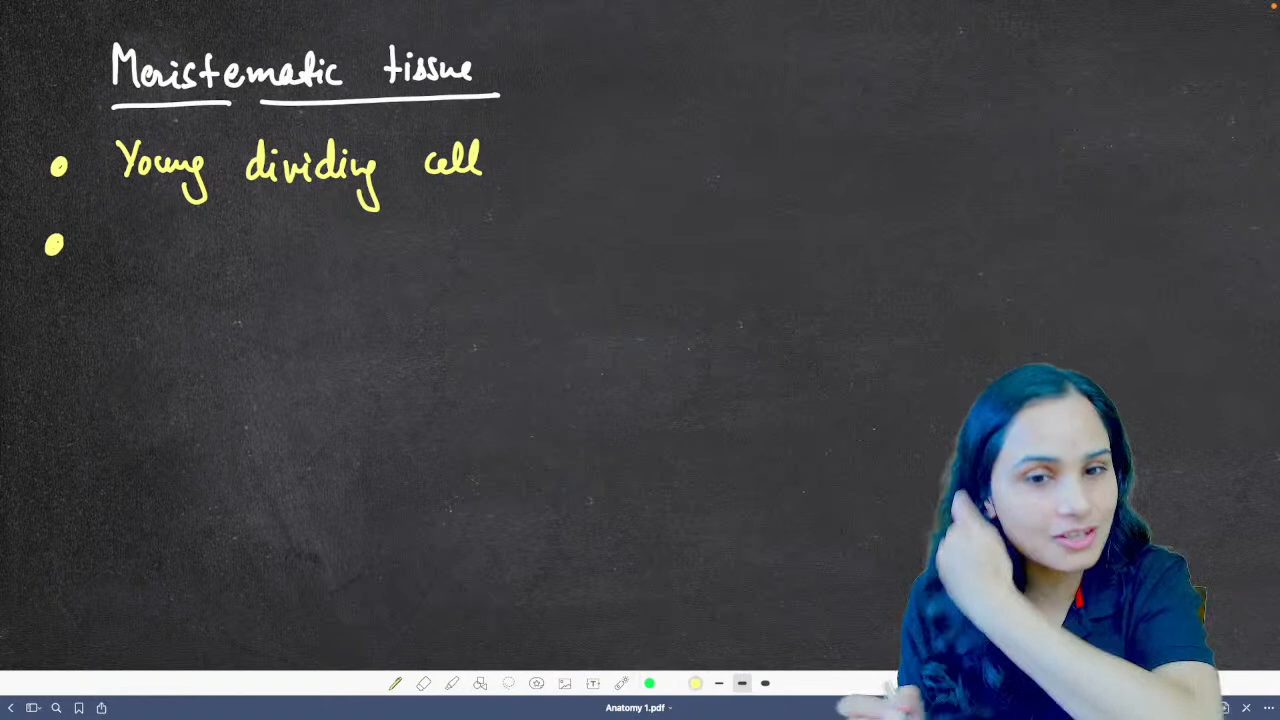 Meristematic tissue
• Young dividing cell
•
Anatomy 1.pdf